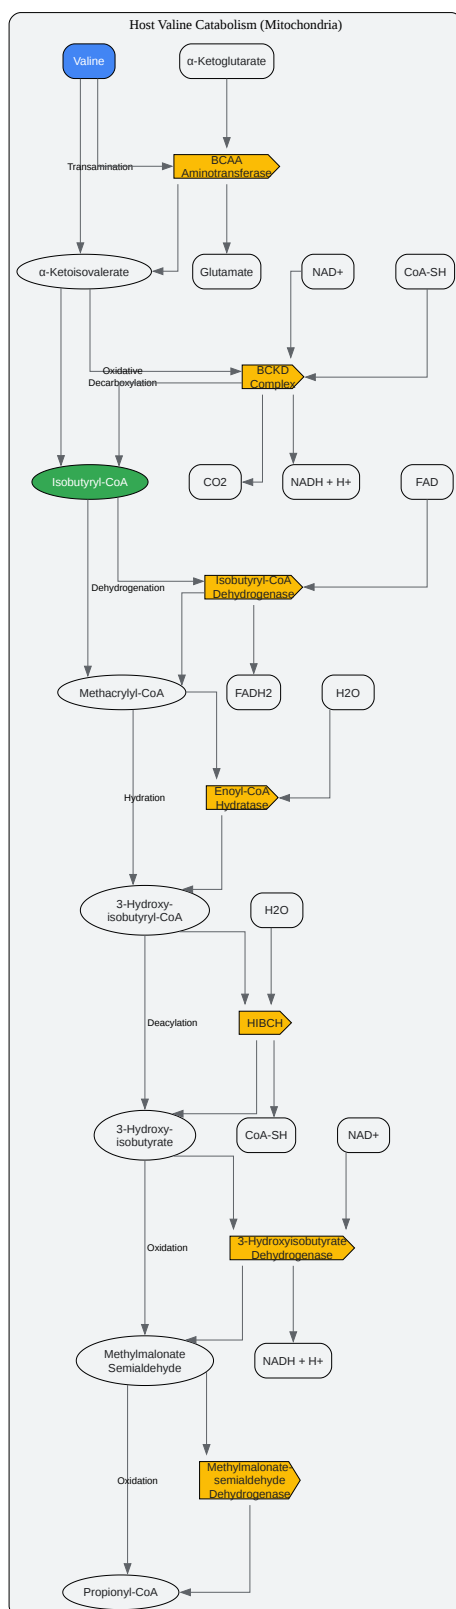 Host Valine Catabolism (Mitochondria)
Valine
α-Ketoglutarate
Transamination
BCAA
Aminotransferase
α-Ketoisovalerate
Glutamate
NAD+
CoA-SH
Oxidative
Decarboxylation
BCKD
Complex
Isobutyryl-CoA
CO2
NADH + H+
FAD
Dehydrogenation
Isobutyryl-CoA
Dehydrogenase
Methacrylyl-CoA
FADH2
H2O
Hydration
Enoyl-CoA
Hydratase
3-Hydroxy-
isobutyryl-CoA
H2O
Deacylation
HIBCH
3-Hydroxy-
isobutyrate
CoA-SH
NAD+
Oxidation
3-Hydroxyisobutyrate
Dehydrogenase
Methylmalonate
Semialdehyde
NADH + H+
Oxidation
Methylmalonate-
semialdehyde
Dehydrogenase
Propionyl-CoA